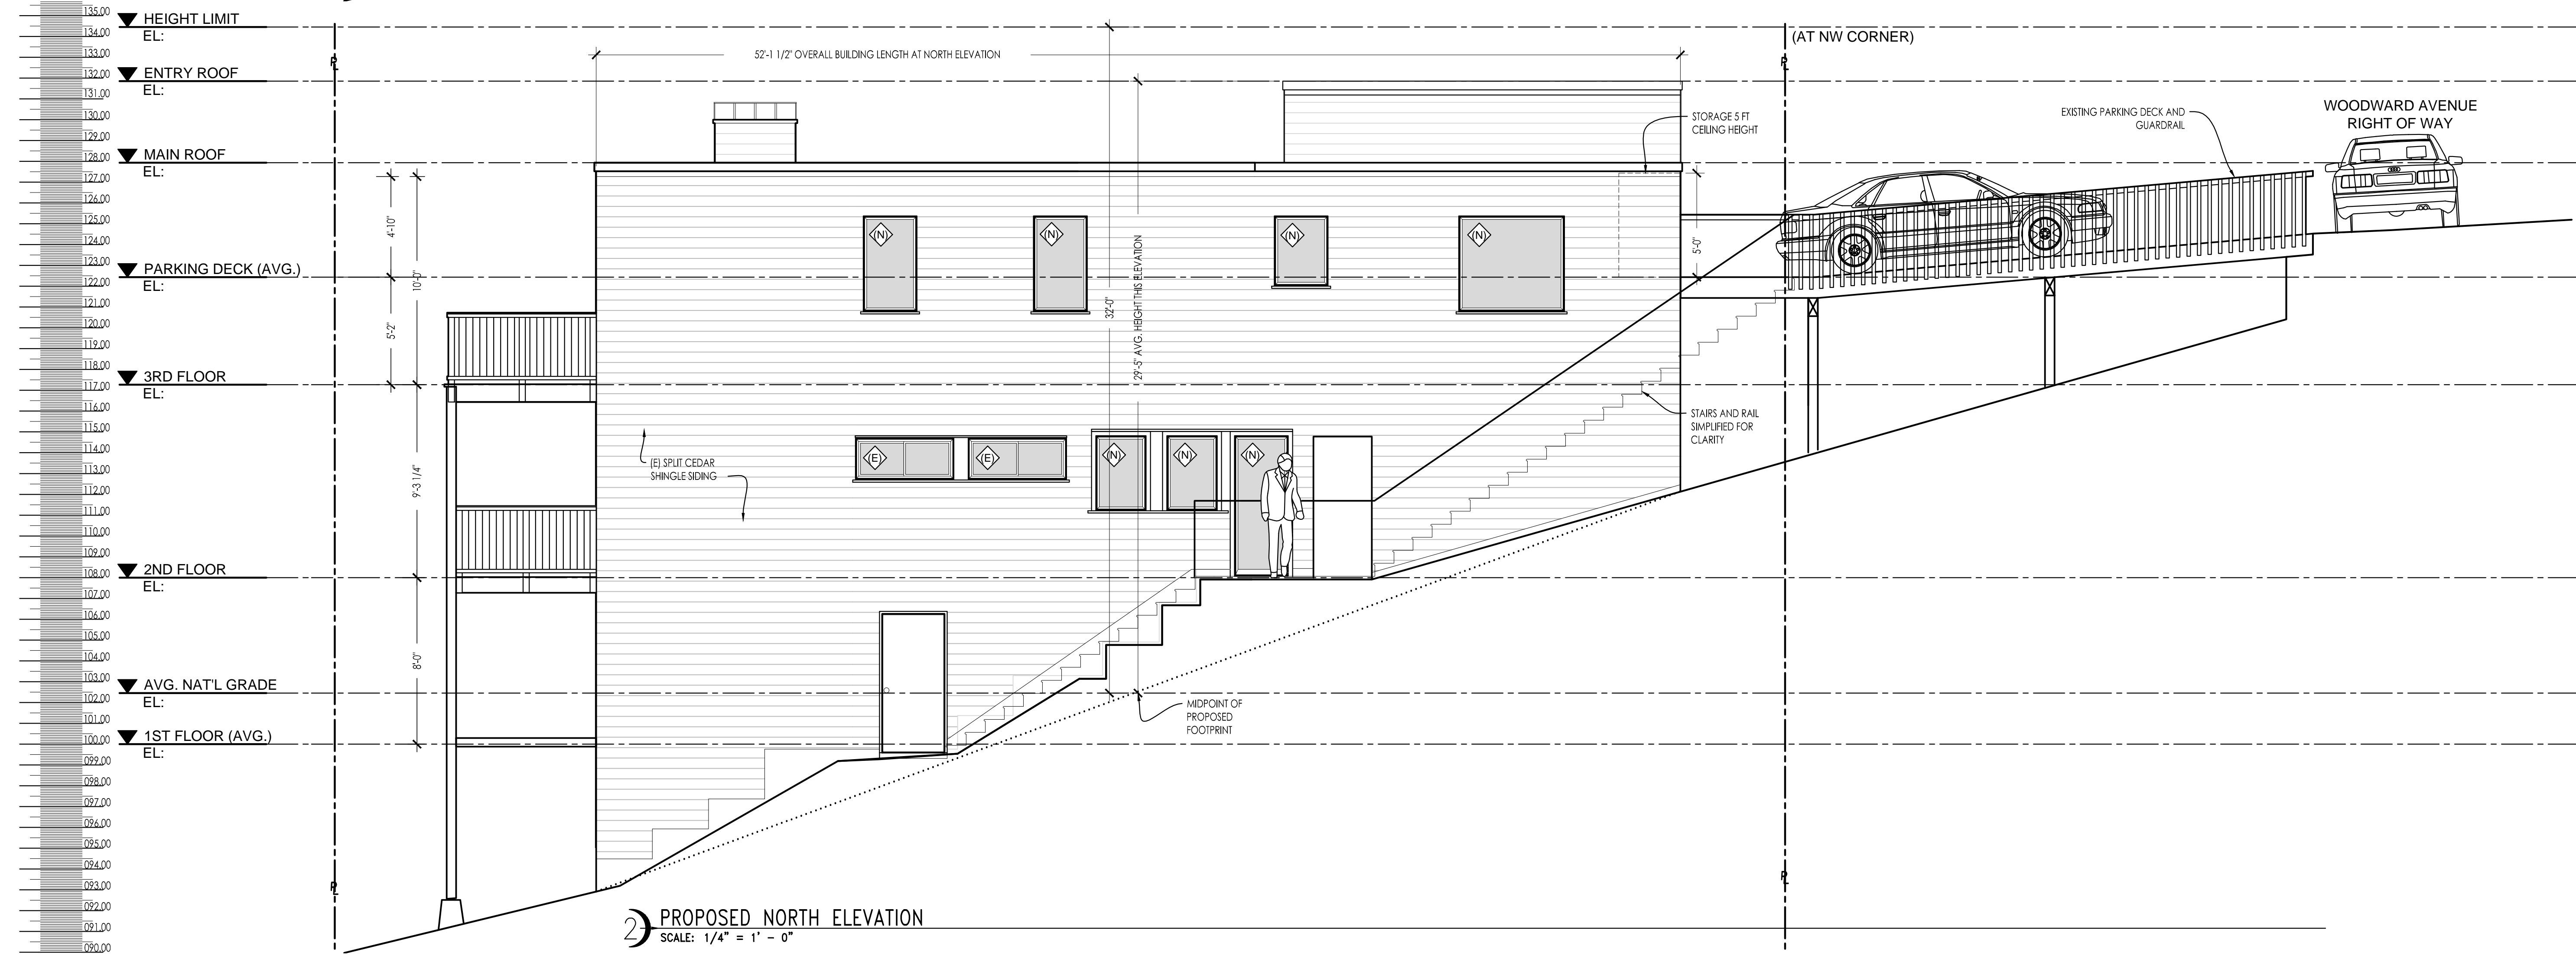 135.00
134.00
133.00
132.00
131.00
130.00
129.00
128.00
127.00
126.00
125.00
124.00
123.00
122.00
121.00
120.00
119.00
118.00
117.00
116.00
115.00
114.00
113.00
112.00
111.00
110.00
109.00
108.00
107.00
106.00
105.00
104.00
103.00
102.00
101.00
100.00
099.00
098.00
097.00
096.00
095.00
094.00
093.00
092.00
091.00
090.00
HEIGHT LIMIT
EL:
ENTRY ROOF
EL:
MAIN ROOF
EL:
PARKING DECK (AVG.)
EL:
3RD FLOOR
EL:
2ND FLOOR
EL:
AVG. NAT'L GRADE
EL:
1ST FLOOR (AVG.)
EL:
PL
PL
4'-10"
5'-2"
10'-0"
9'-3 1/4"
8'-0"
52'-1 1/2" OVERALL BUILDING LENGTH AT NORTH ELEVATION
32'-0"
29'-5" AVG. HEIGHT THIS ELEVATION
(N)
(N)
(N)
(N)
(E)
(E)
(N)
(N)
(N)
(E) SPLIT CEDAR
SHINGLE SIDING
STORAGE 5 FT
CEILING HEIGHT
5'-0"
STAIRS AND RAIL
SIMPLIFIED FOR
CLARITY
MIDPOINT OF
PROPOSED
FOOTPRINT
(AT NW CORNER)
PL
PL
EXISTING PARKING DECK AND
GUARDRAIL
WOODWARD AVENUE
RIGHT OF WAY
2
PROPOSED NORTH ELEVATION
SCALE: 1/4" = 1' - 0"